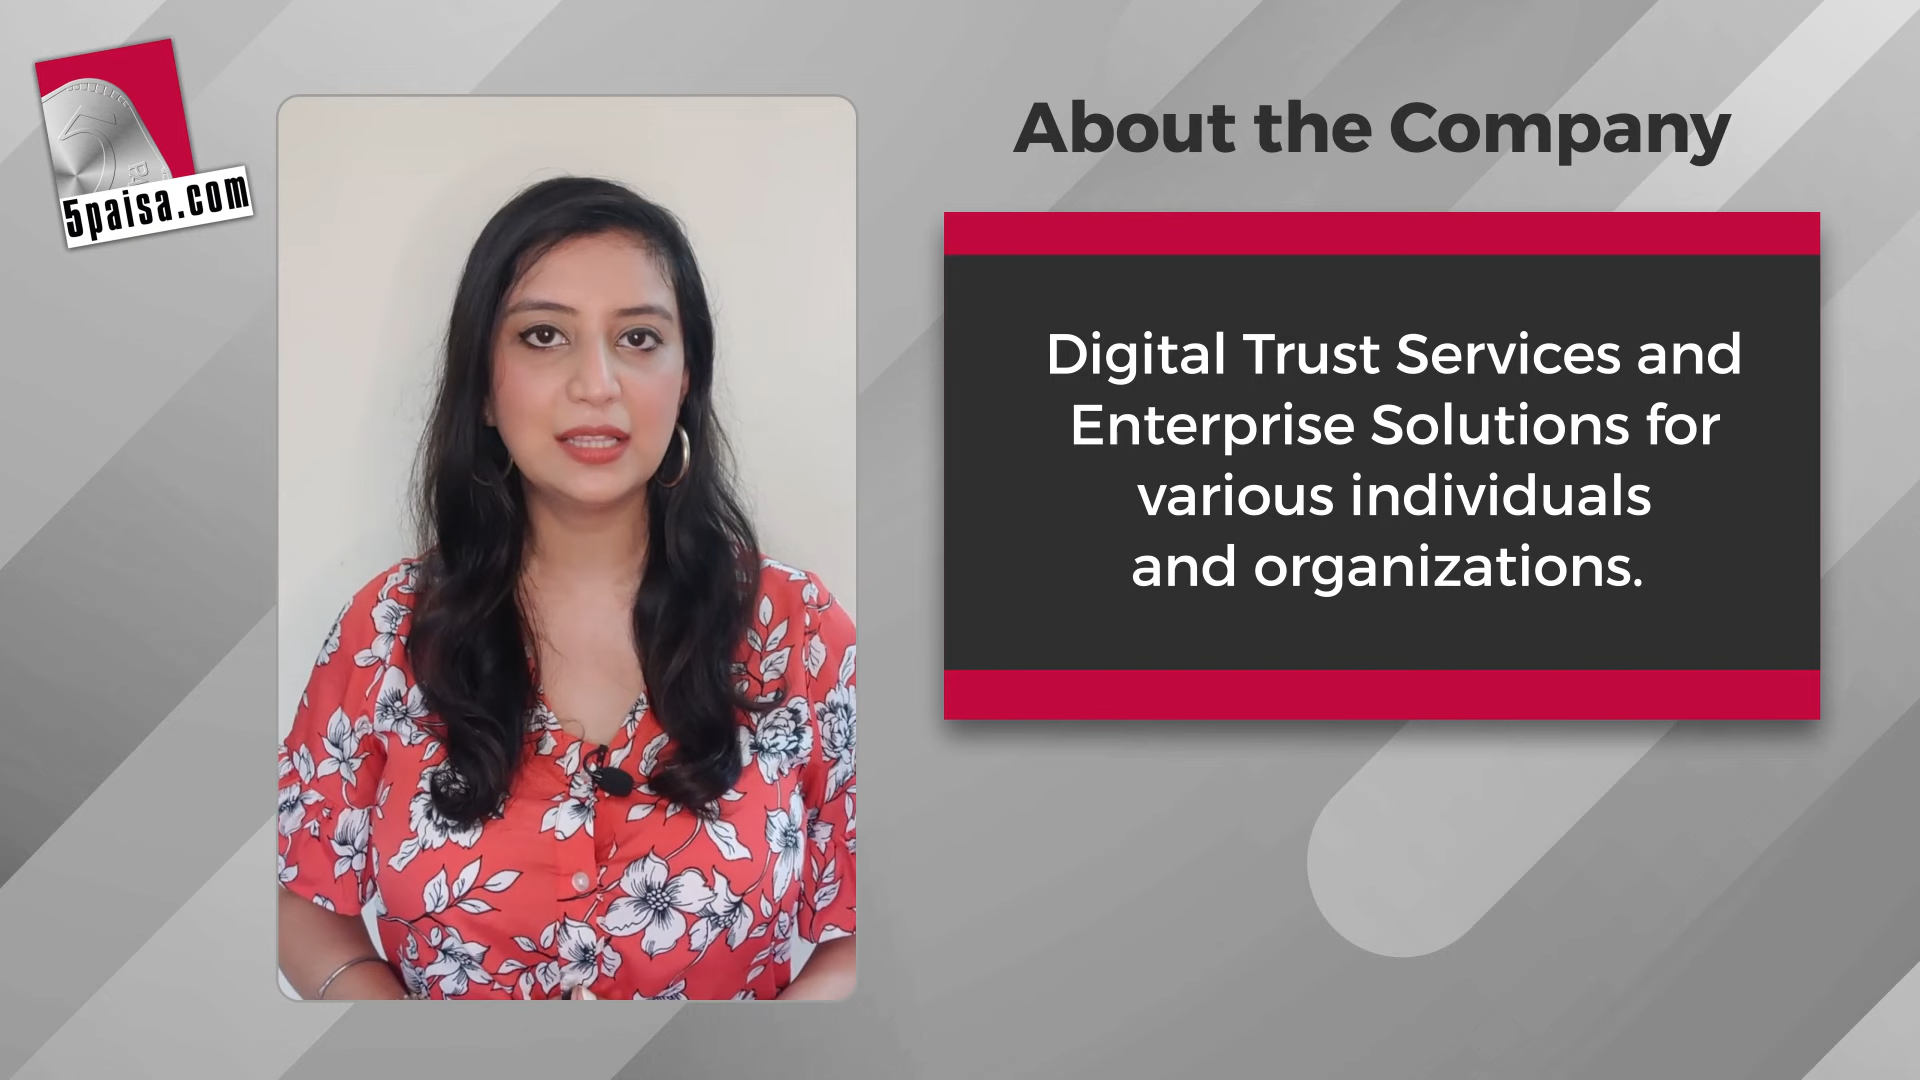 5paisa.com
About the Company
Digital Trust Services and
Enterprise Solutions for
various individuals
and organizations.